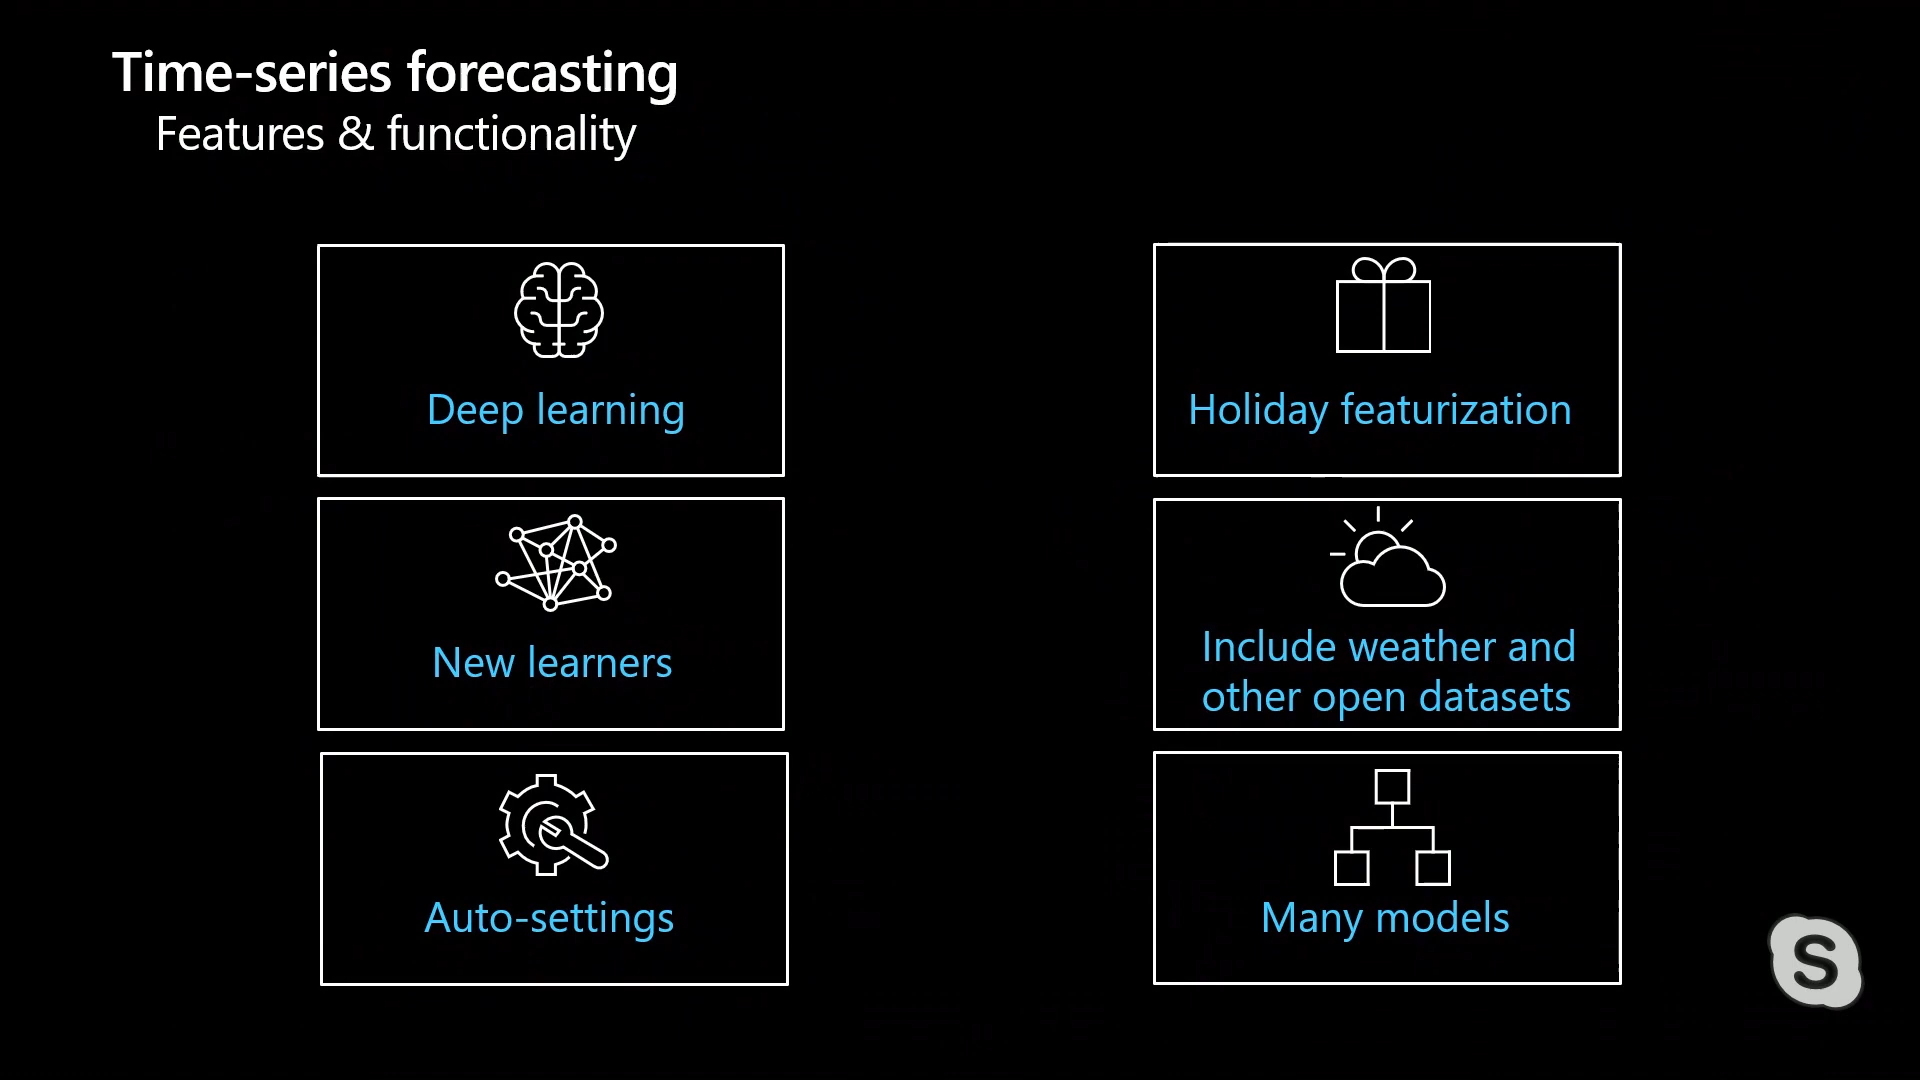 Time-series forecasting
Features & functionality
Deep learning
Holiday featurization
New learners
Include weather and
other open datasets
Auto-settings
Many models
S